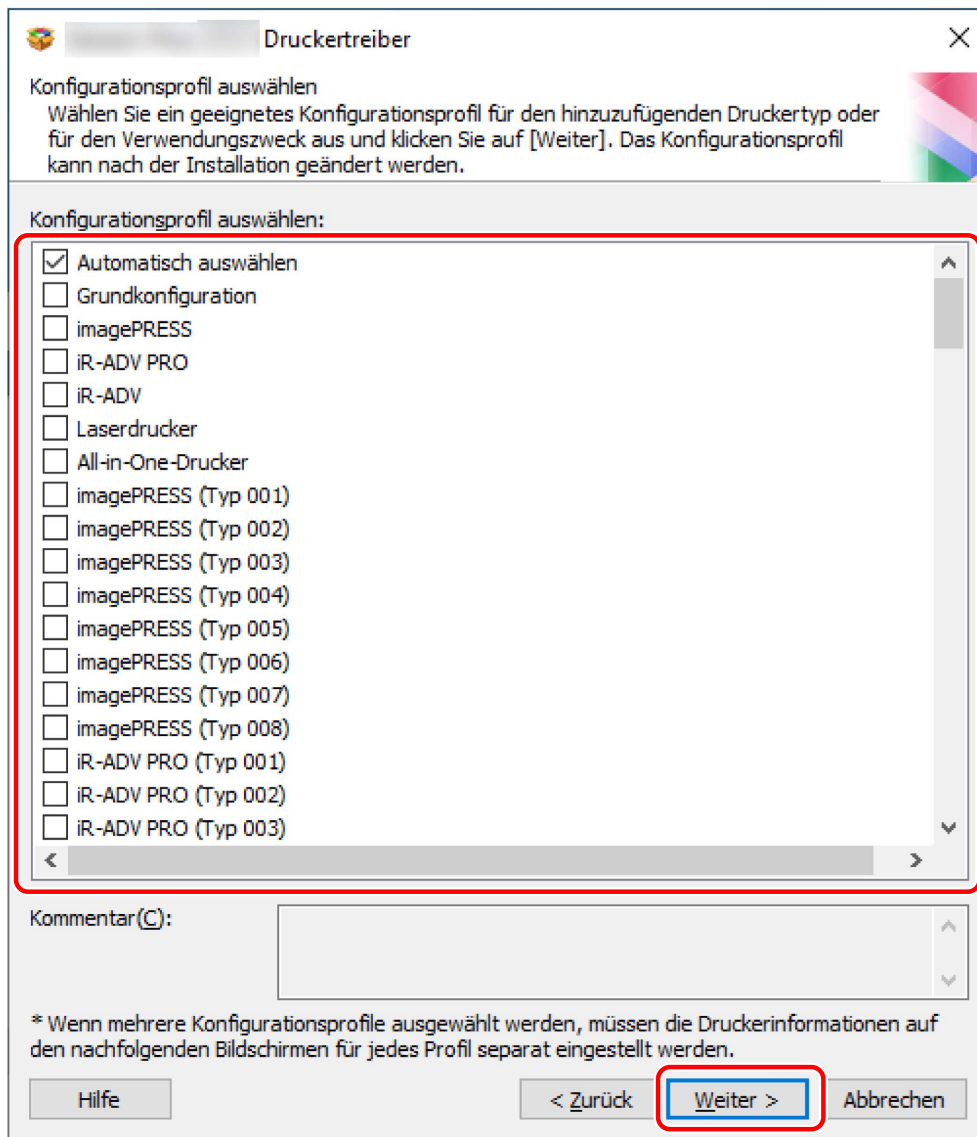 Druckertreiber
Konfigurationsprofil auswählen
Wählen Sie ein geeignetes Konfigurationsprofil für den hinzuzufügenden Druckertyp oder
für den Verwendungszweck aus und klicken Sie auf [Weiter]. Das Konfigurationsprofil
kann nach der Installation geändert werden.
Konfigurationsprofil auswählen:
Automatisch auswählen
Grundkonfiguration
imagePRESS
iR-ADV PRO
iR-ADV
Laserdrucker
All-in-One-Drucker
imagePRESS (Typ 001)
imagePRESS (Typ 002)
imagePRESS (Typ 003)
imagePRESS (Typ 004)
imagePRESS (Typ 005)
imagePRESS (Typ 006)
imagePRESS (Typ 007)
imagePRESS (Typ 008)
iR-ADV PRO (Typ 001)
iR-ADV PRO (Typ 002)
iR-ADV PRO (Typ 003)
Kommentar(C):
* Wenn mehrere Konfigurationsprofile ausgewählt werden, müssen die Druckerinformationen auf
den nachfolgenden Bildschirmen für jedes Profil separat eingestellt werden.
Hilfe < Zurück Weiter > Abbrechen